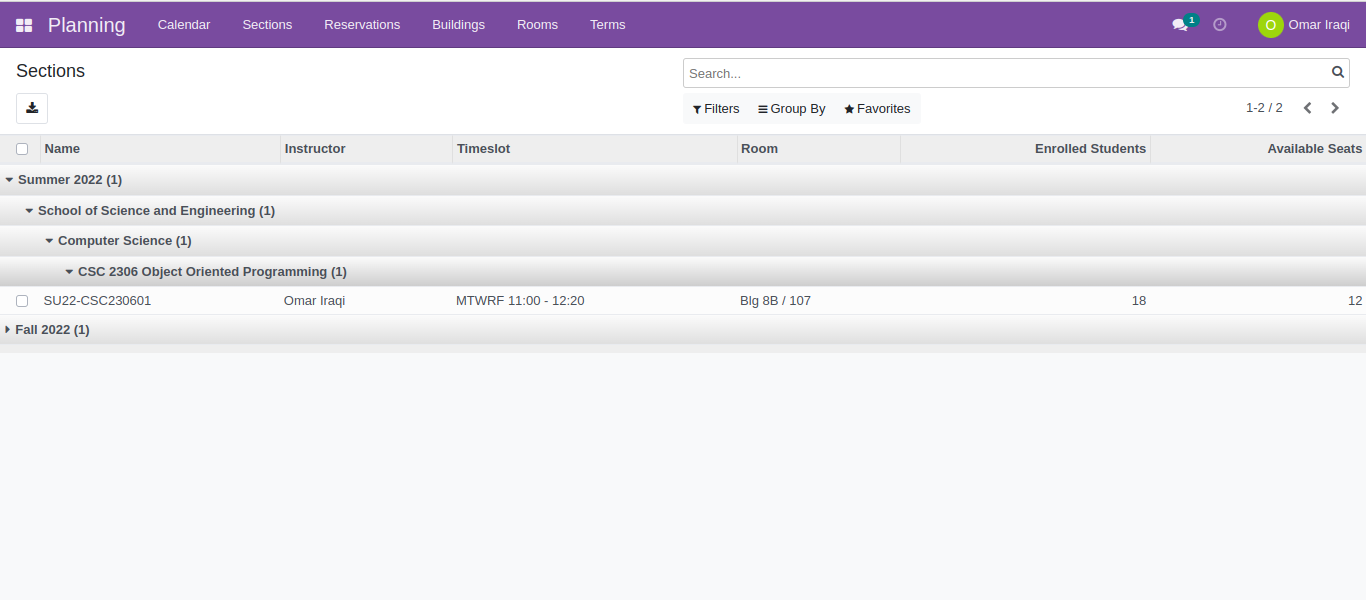 Planning Calendar Sections Reservations Buildings Rooms Terms 1 O Omar Iraqi
Sections Search...
Filters Group By Favorites 1-2 / 2
Name Instructor Timeslot Room Enrolled Students Available Seats
Summer 2022 (1)
School of Science and Engineering (1)
Computer Science (1)
CSC 2306 Object Oriented Programming (1)
SU22-CSC230601 Omar Iraqi MTWRF 11:00 - 12:20 Blg 8B / 107 18 12
Fall 2022 (1)